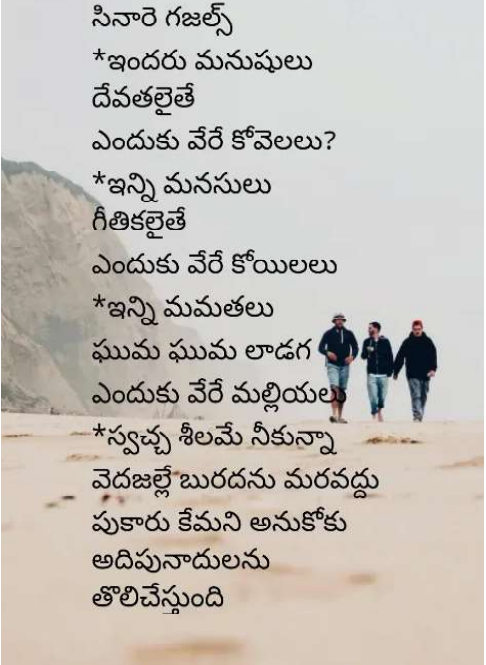 సినారె గజల్స్
*ఇందరు మనుషులు
దేవతలైతే
ఎందుకు వేరే కోవెలలు?
*ఇన్ని మనసులు
గీతికలైతే
ఎందుకు వేరే కోయిలలు
*ఇన్ని మమతలు
ఘుమ ఘుమ లాడగ
ఎందుకు వేరే మల్లియలు
*స్వచ్ఛ శీలమే నీకున్నా
వెదజల్లే బురదను మరవద్దు
పుకారు కేమని అనుకోకు
అదిపునాదులను
తొలిచేస్తుంది